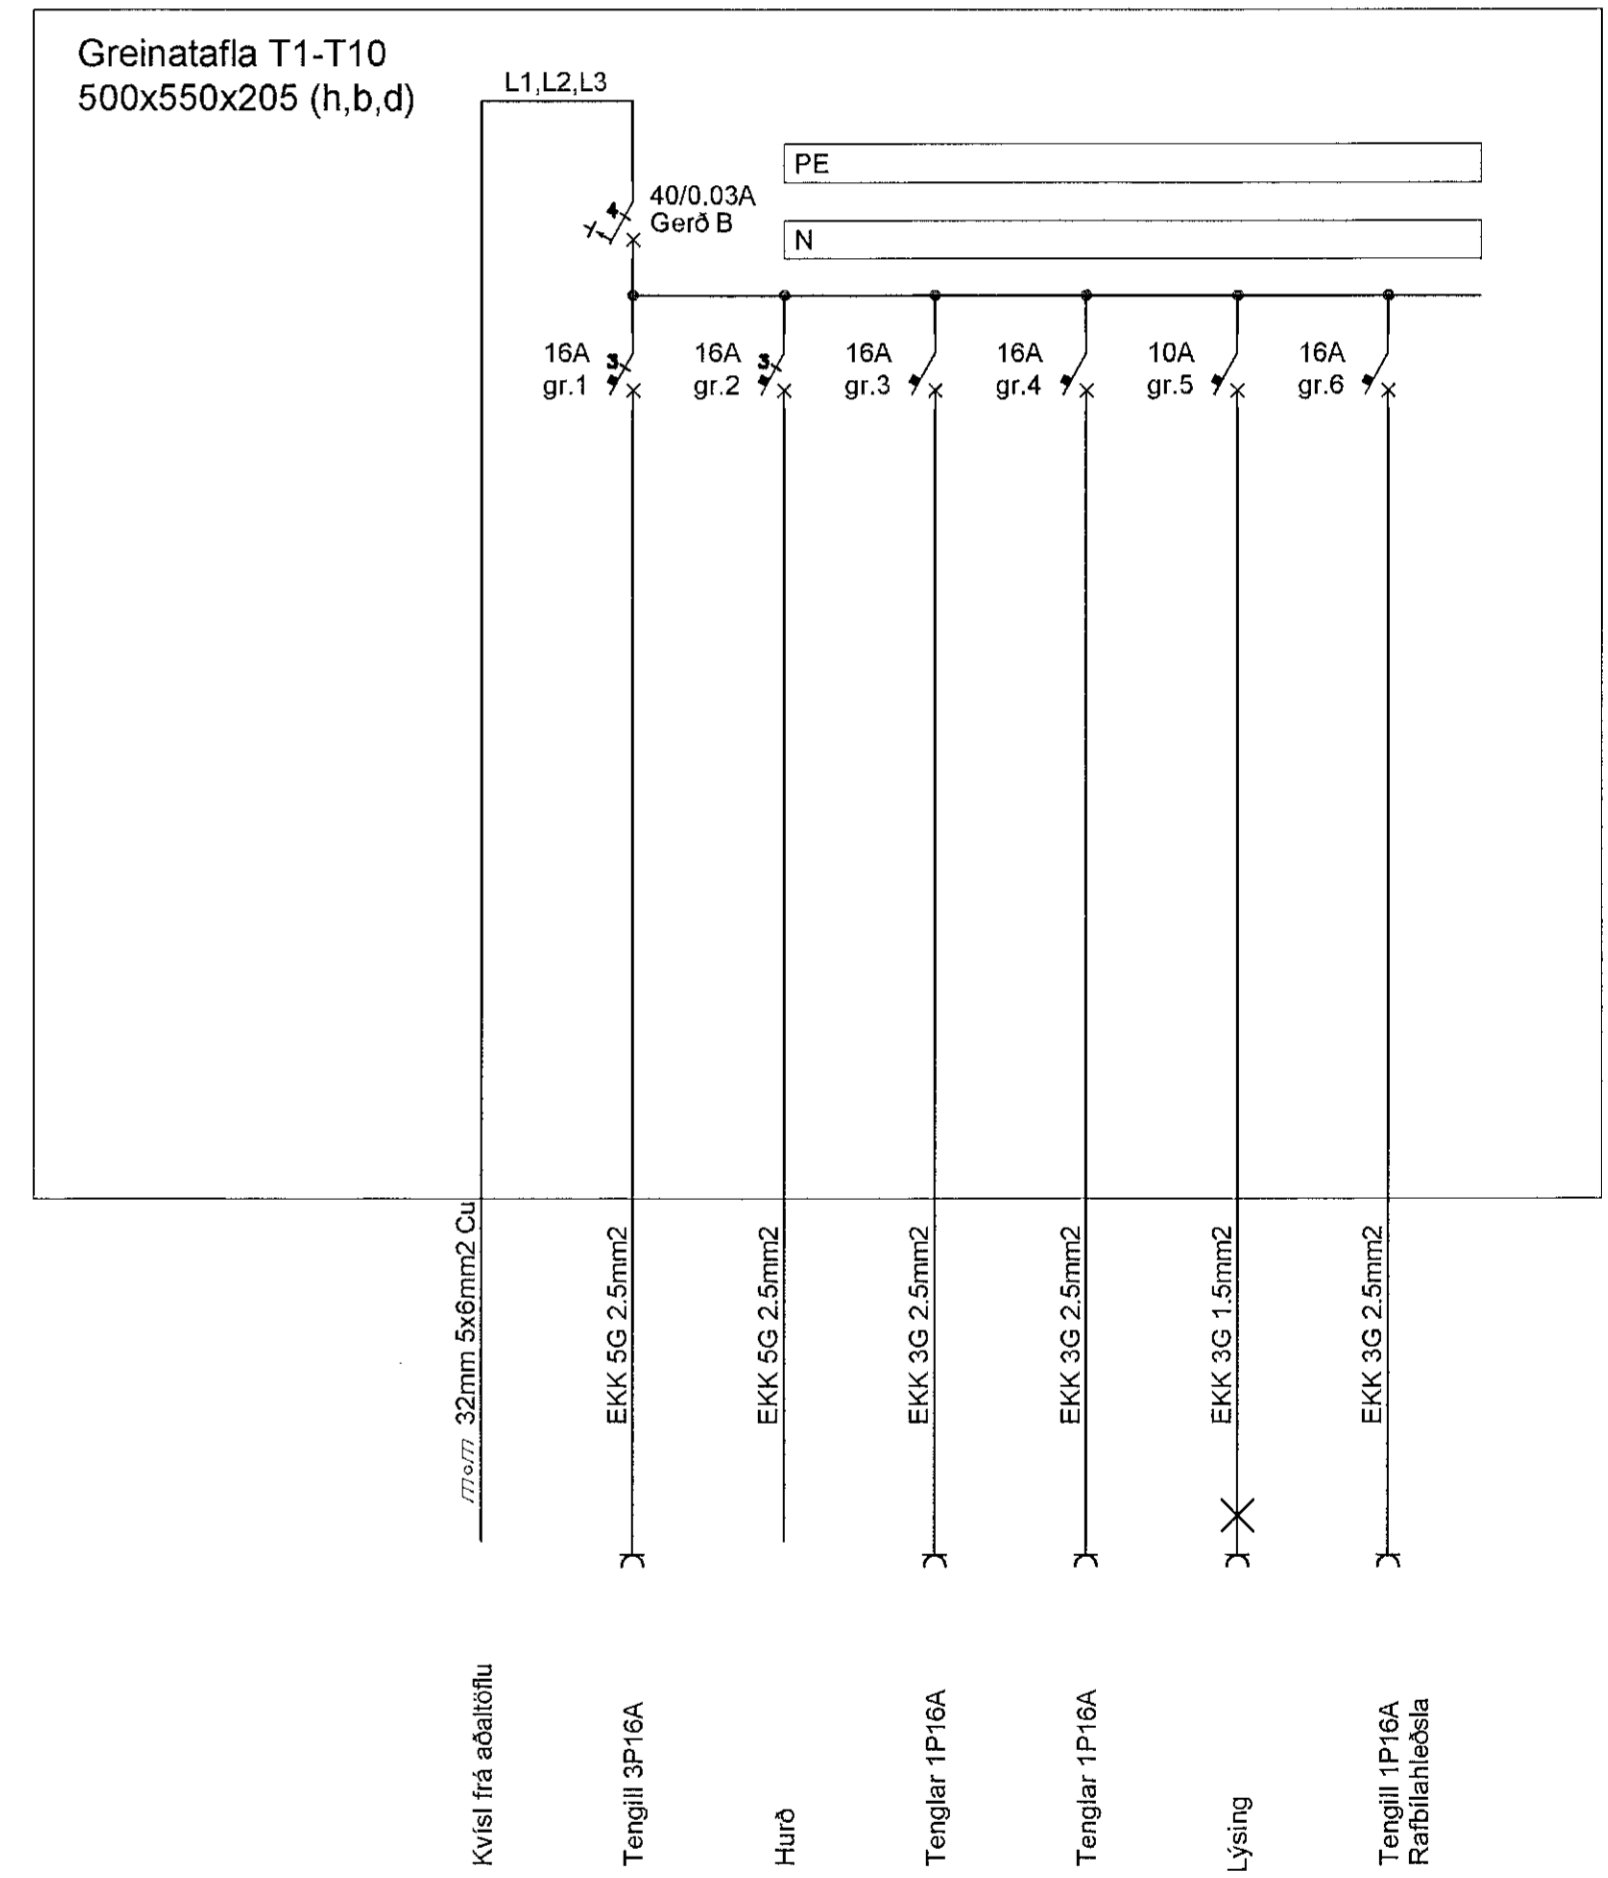 Greinatafla T1-T10
500x550x205 (h,b,d)
L1,L2,L3
PE
40/0.03A
Gerð B
4
N
16A
gr.1
3
16A
gr.2
3
16A
gr.3
16A
gr.4
10A
gr.5
16A
gr.6
32mm 5x6mm2 Cu
EKK 5G 2.5mm2
EKK 5G 2.5mm2
EKK 3G 2.5mm2
EKK 3G 2.5mm2
EKK 3G 1.5mm2
EKK 3G 2.5mm2
Kvísl frá aðaltöflu
Tengill 3P16A
Hurð
Tenglar 1P16A
Tenglar 1P16A
Lýsing
Tengill 1P16A
Rafbílahleðsla